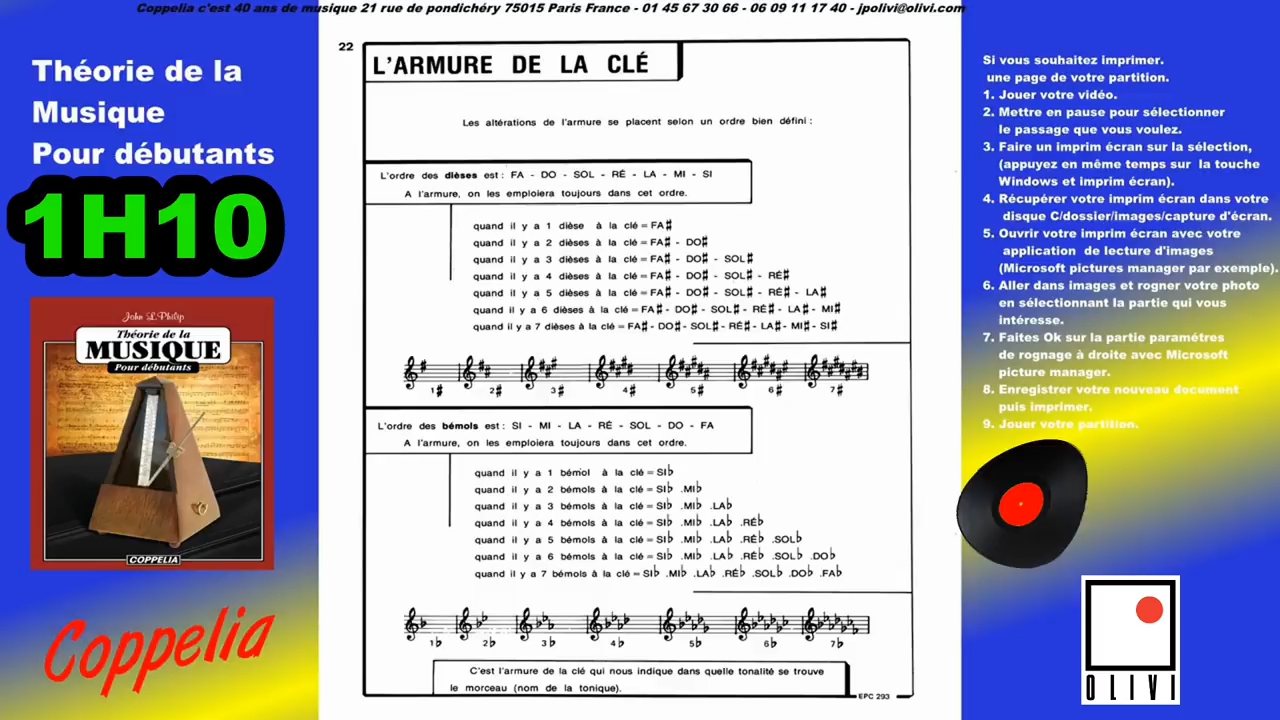 Coppelia c'est 40 ans de musique 21 rue de pondichéry 75015 Paris France - 01 45 67 30 66 - 06 09 11 17 40 - jpolivi@olivi.com
Théorie de la
Musique
Pour débutants
1H10
John L. Philip
Théorie de la
MUSIQUE
Pour débutants
COPPELIA
Coppelia
22
L'ARMURE DE LA CLÉ
Les altérations de l'armure se placent selon un ordre bien défini :
L'ordre des dièses est : FA - DO - SOL - RÉ - LA - MI - SI
A l'armure, on les emploiera toujours dans cet ordre.
quand il y a 1 dièse à la clé = FA♯
quand il y a 2 dièses à la clé = FA♯ - DO♯
quand il y a 3 dièses à la clé = FA♯ - DO♯ - SOL♯
quand il y a 4 dièses à la clé = FA♯ - DO♯ - SOL♯ - RÉ♯
quand il y a 5 dièses à la clé = FA♯ - DO♯ - SOL♯ - RÉ♯ - LA♯
quand il y a 6 dièses à la clé = FA♯ - DO♯ - SOL♯ - RÉ♯ - LA♯ - MI♯
quand il y a 7 dièses à la clé = FA♯ - DO♯ - SOL♯ - RÉ♯ - LA♯ - MI♯ - SI♯
1♯ 2♯ 3♯ 4♯ 5♯ 6♯ 7♯
L'ordre des bémols est : SI - MI - LA - RÉ - SOL - DO - FA
A l'armure, on les emploiera toujours dans cet ordre.
quand il y a 1 bémol à la clé = SI♭
quand il y a 2 bémols à la clé = SI♭ .MI♭
quand il y a 3 bémols à la clé = SI♭ .MI♭ .LA♭
quand il y a 4 bémols à la clé = SI♭ .MI♭ .LA♭ .RÉ♭
quand il y a 5 bémols à la clé = SI♭ .MI♭ .LA♭ .RÉ♭ .SOL♭
quand il y a 6 bémols à la clé = SI♭ .MI♭ .LA♭ .RÉ♭ .SOL♭ .DO♭
quand il y a 7 bémols à la clé = SI♭ .MI♭ .LA♭ .RÉ♭ .SOL♭ .DO♭ .FA♭
1♭ 2♭ 3♭ 4♭ 5♭ 6♭ 7♭
C'est l'armure de la clé qui nous indique dans quelle tonalité se trouve
le morceau (nom de la tonique).
EPC 293
Si vous souhaitez imprimer.
une page de votre partition.
1. Jouer votre vidéo.
2. Mettre en pause pour sélectionner
le passage que vous voulez.
3. Faire un imprim écran sur la sélection,
(appuyez en même temps sur la touche
Windows et imprim écran).
4. Récupérer votre imprim écran dans votre
disque C/dossier/images/capture d'écran.
5. Ouvrir votre imprim écran avec votre
application de lecture d'images
(Microsoft pictures manager par exemple).
6. Aller dans images et rogner votre photo
en sélectionnant la partie qui vous
intéresse.
7. Faites Ok sur la partie paramétres
de rognage à droite avec Microsoft
picture manager.
8. Enregistrer votre nouveau document
puis imprimer.
9. Jouer votre partition.
OLIVI